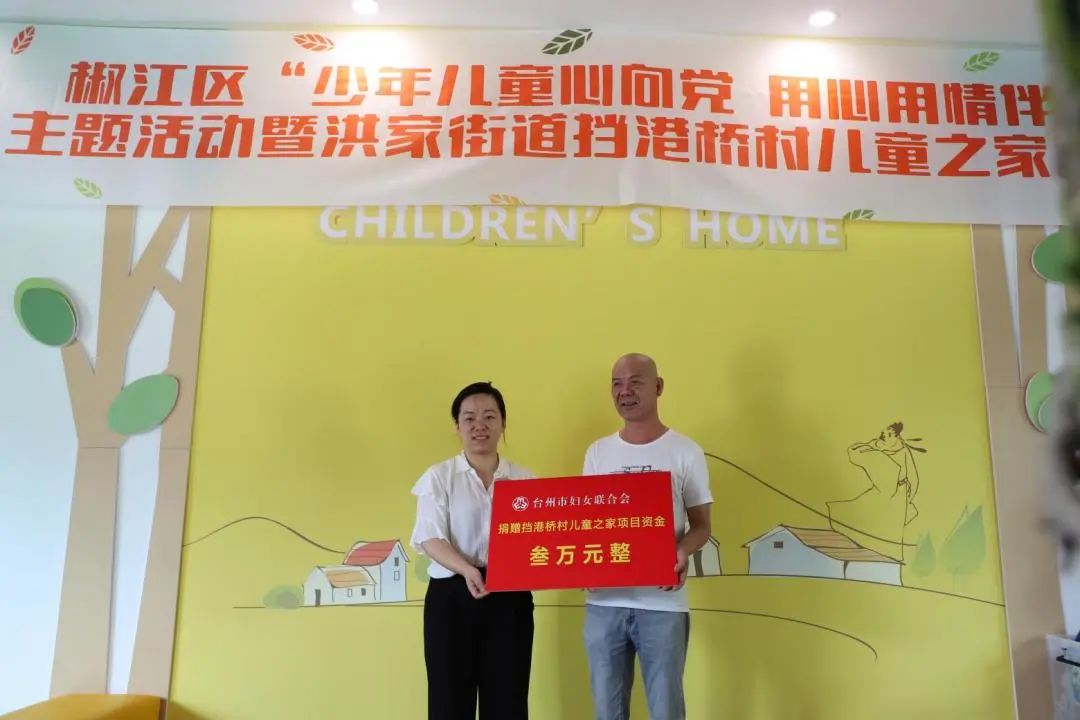 椒江区“少年儿童心向党 用心用情伴
主题活动暨洪家街道挡港桥村儿童之家
CHILDREN'S HOME
台州市妇女联合会
捐赠挡港桥村儿童之家项目资金
叁万元整